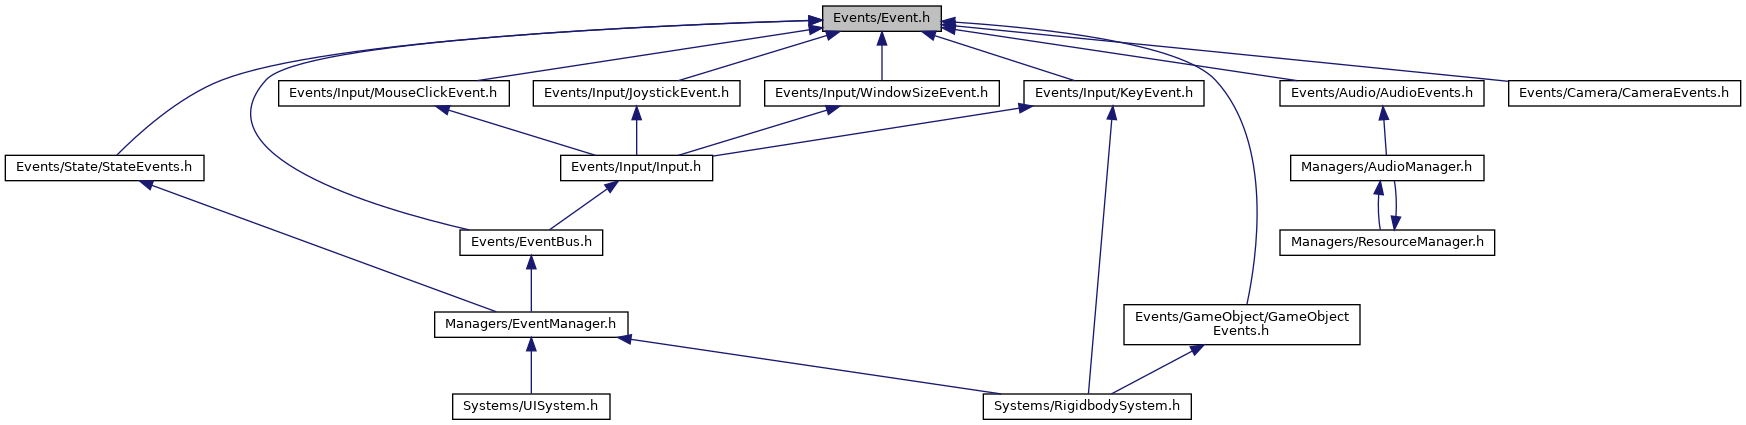 Events/Event.h
Events/Input/MouseClickEvent.h
Events/Input/JoystickEvent.h
Events/Input/WindowSizeEvent.h
Events/Input/KeyEvent.h
Events/Audio/AudioEvents.h
Events/Camera/CameraEvents.h
Events/State/StateEvents.h
Events/Input/Input.h
Managers/AudioManager.h
Events/EventBus.h
Managers/ResourceManager.h
Managers/EventManager.h
Events/GameObject/GameObject
Events.h
Systems/UISystem.h
Systems/RigidbodySystem.h